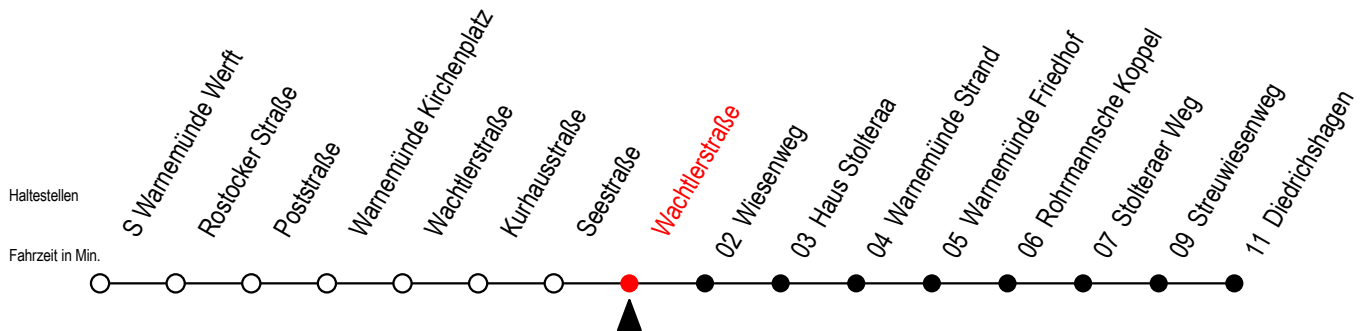 Haltestellen
Fahrzeit in Min.
S Warnemünde Werft
Rostocker Straße
Poststraße
Warnemünde Kirchenplatz
Wachtlerstraße
Kurhausstraße
Seestraße
Wachtlerstraße
02 Wiesenweg
03 Haus Stolteraa
04 Warnemünde Strand
05 Warnemünde Friedhof
06 Rohrmannsche Koppel
07 Stolteraer Weg
09 Streuwiesenweg
11 Diedrichshagen